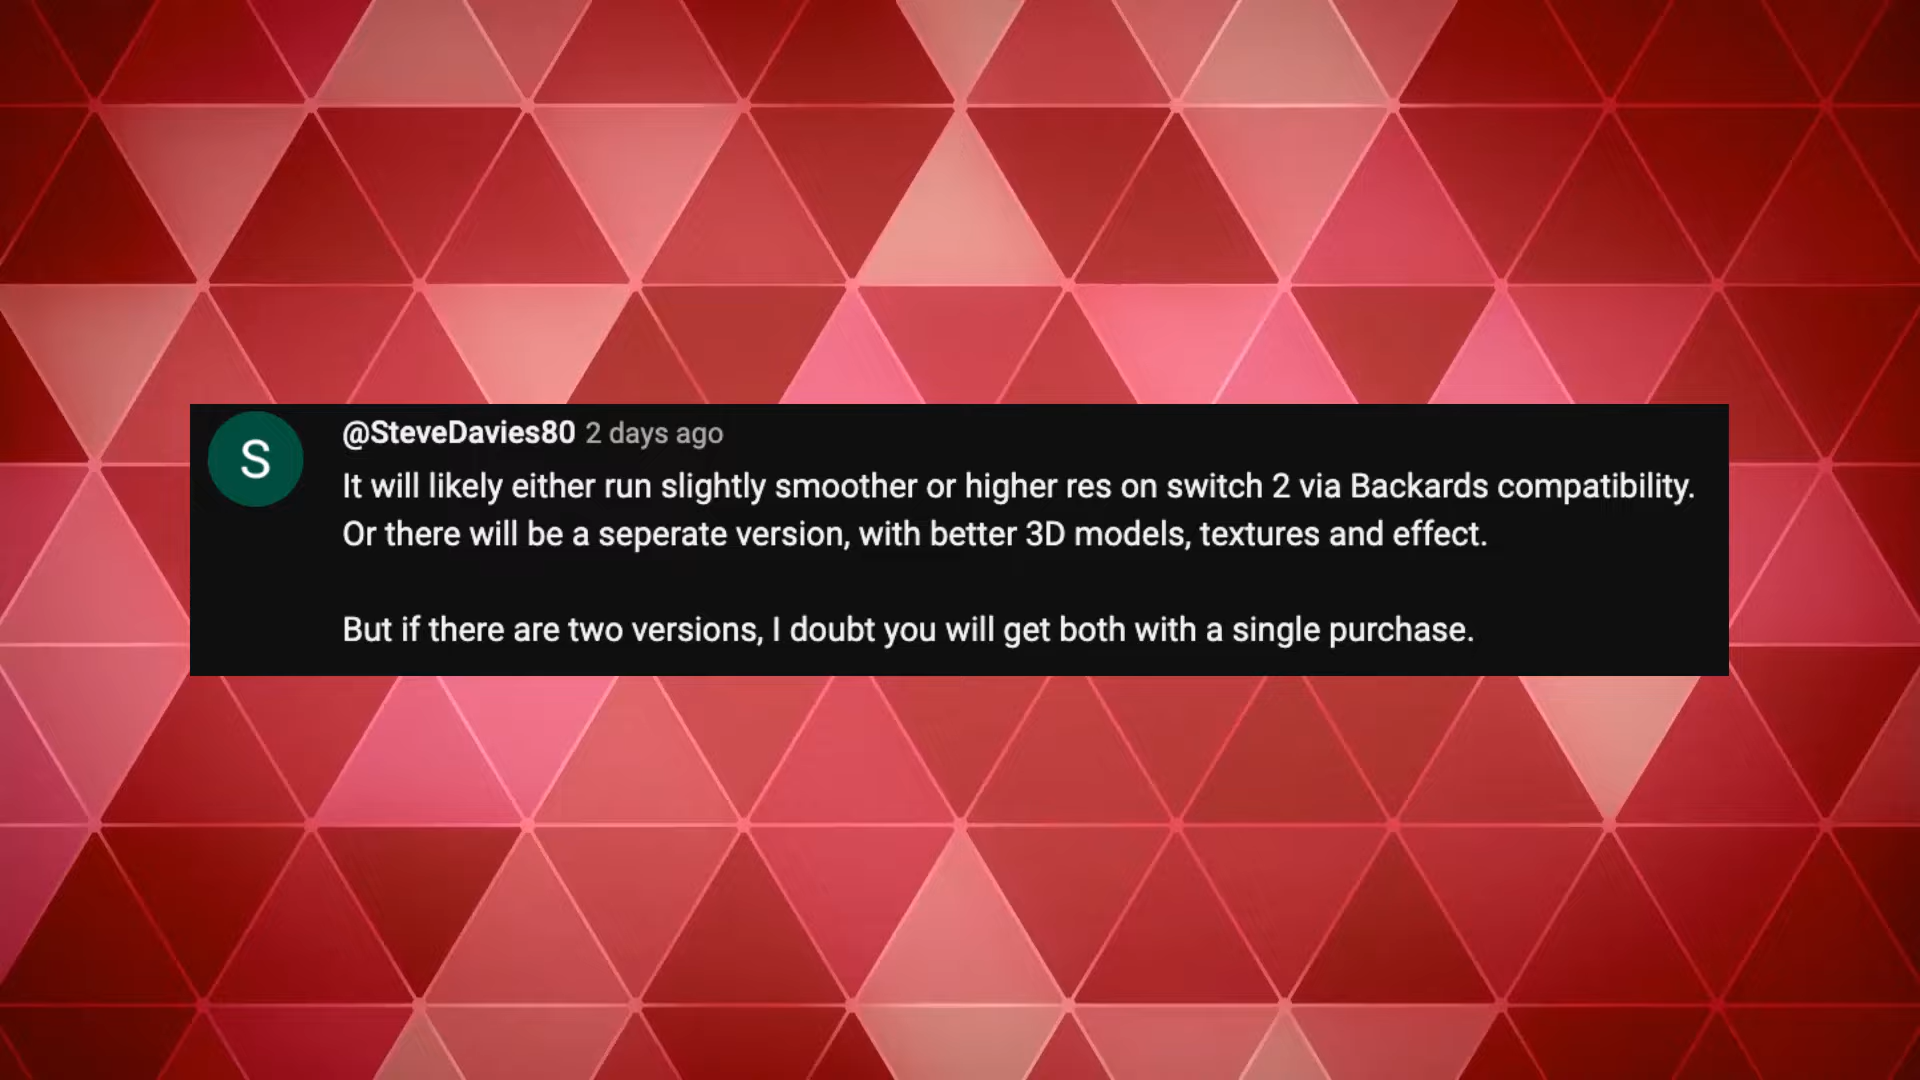 S
@SteveDavies80 2 days ago
It will likely either run slightly smoother or higher res on switch 2 via Backards compatibility.
Or there will be a seperate version, with better 3D models, textures and effect.
But if there are two versions, I doubt you will get both with a single purchase.